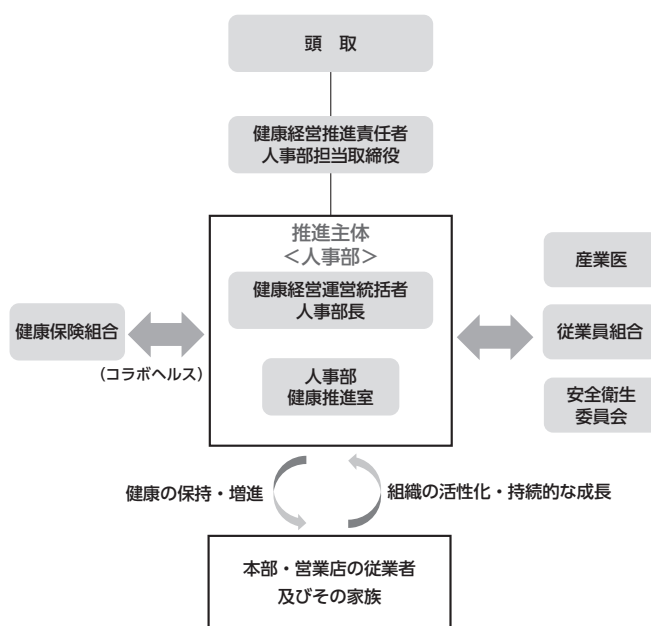 頭　取
健康経営推進責任者
人事部担当取締役
推進主体
＜人事部＞
健康経営運営統括者
人事部長
人事部
健康推進室
健康保険組合
（コラボヘルス）
産業医
従業員組合
安全衛生
委員会
健康の保持・増進
組織の活性化・持続的な成長
本部・営業店の従業者
及びその家族